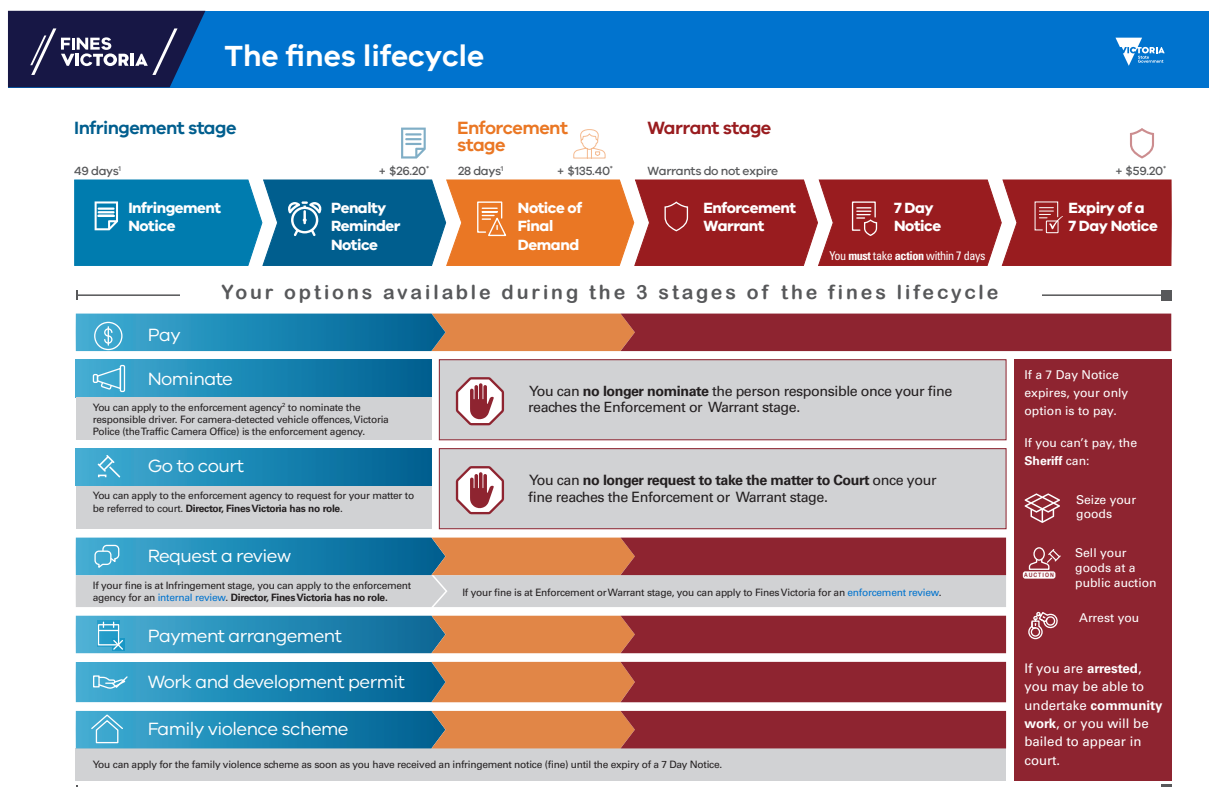 FINES
VICTORIA
The fines lifecycle
VICTORIA
State
Government
Infringement stage
Enforcement
stage
Warrant stage
49 days¹
+ $26.20*
28 days¹
+ $135.40*
Warrants do not expire
+ $59.20*
Infringement
Notice
Penalty
Reminder
Notice
Notice of
Final
Demand
Enforcement
Warrant
7 Day
Notice
You must take action within 7 days
Expiry of a
7 Day Notice
Your options available during the 3 stages of the fines lifecycle
Pay
Nominate
You can apply to the enforcement agency² to nominate the
responsible driver. For camera-detected vehicle offences, Victoria
Police (the Traffic Camera Office) is the enforcement agency.
You can no longer nominate the person responsible once your fine
reaches the Enforcement or Warrant stage.
Go to court
You can apply to the enforcement agency to request for your matter to
be referred to court. Director, Fines Victoria has no role.
You can no longer request to take the matter to Court once your
fine reaches the Enforcement or Warrant stage.
Request a review
If your fine is at Infringement stage, you can apply to the enforcement
agency for an internal review. Director, Fines Victoria has no role.
If your fine is at Enforcement or Warrant stage, you can apply to Fines Victoria for an enforcement review.
Payment arrangement
Work and development permit
Family violence scheme
You can apply for the family violence scheme as soon as you have received an infringement notice (fine) until the expiry of a 7 Day Notice.
If a 7 Day Notice
expires, your only
option is to pay.
If you can't pay, the
Sheriff can:
Seize your
goods
AUCTION
Sell your
goods at a
public auction
Arrest you
If you are arrested,
you may be able to
undertake community
work, or you will be
bailed to appear in
court.